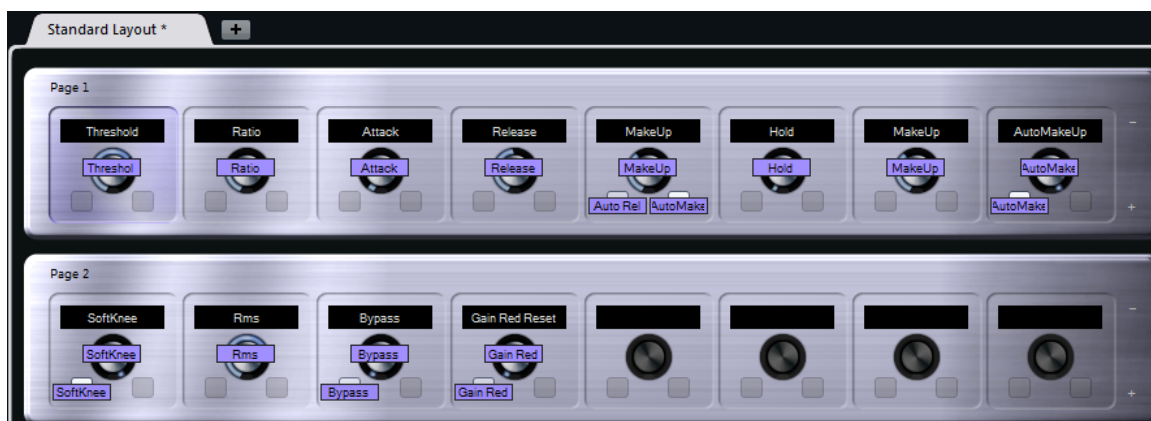 Standard Layout * +
Page 1
Threshold Ratio Attack Release MakeUp Hold MakeUp AutoMakeUp
Threshol Ratio Attack Release MakeUp Hold MakeUp AutoMake
Auto Rel AutoMake AutoMake
Page 2
SoftKnee Rms Bypass Gain Red Reset
SoftKnee Rms Bypass Gain Red
SoftKnee Bypass Gain Red